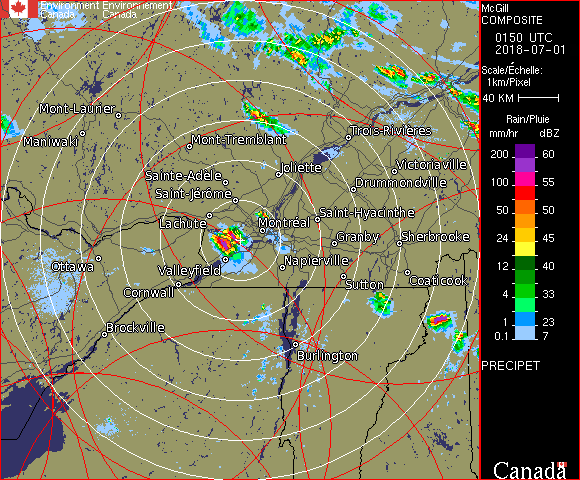 Environment Environnement
Canada Canada
McGill
COMPOSITE
0150 UTC
2018-07-01
Scale/Échelle:
1km/Pixel
40 KM
Rain/Pluie
mm/hr dBZ
200 60
100 55
50 50
24 45
12 40
4 33
1 23
0.1 7
PRECIPET
Canada
Mont-Laurier
Maniwaki
Mont-Tremblant
Trois-Rivières
Joliette
Victoriaville
Sainte-Adèle
Drummondville
Saint-Jérôme
Lachute
Montréal
Saint-Hyacinthe
Granby
Sherbrooke
Ottawa
Valleyfield
Napierville
Cornwall
Sutton
Coaticook
Brockville
Burlington